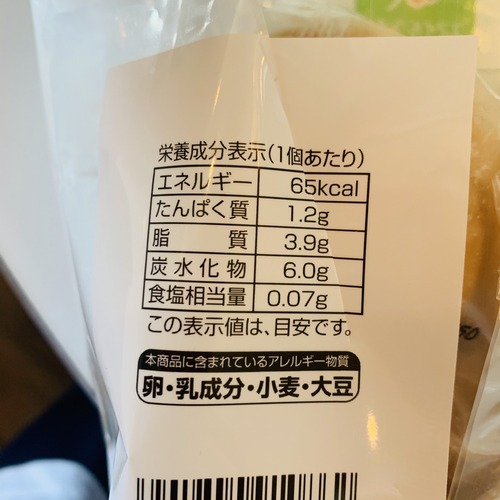 栄養成分表示(1個あたり)
エネルギー 65kcal
たんぱく質 1.2g
脂質 3.9g
炭水化物 6.0g
食塩相当量 0.07g
この表示値は、目安です。
本商品に含まれているアレルギー物質
卵・乳成分・小麦・大豆